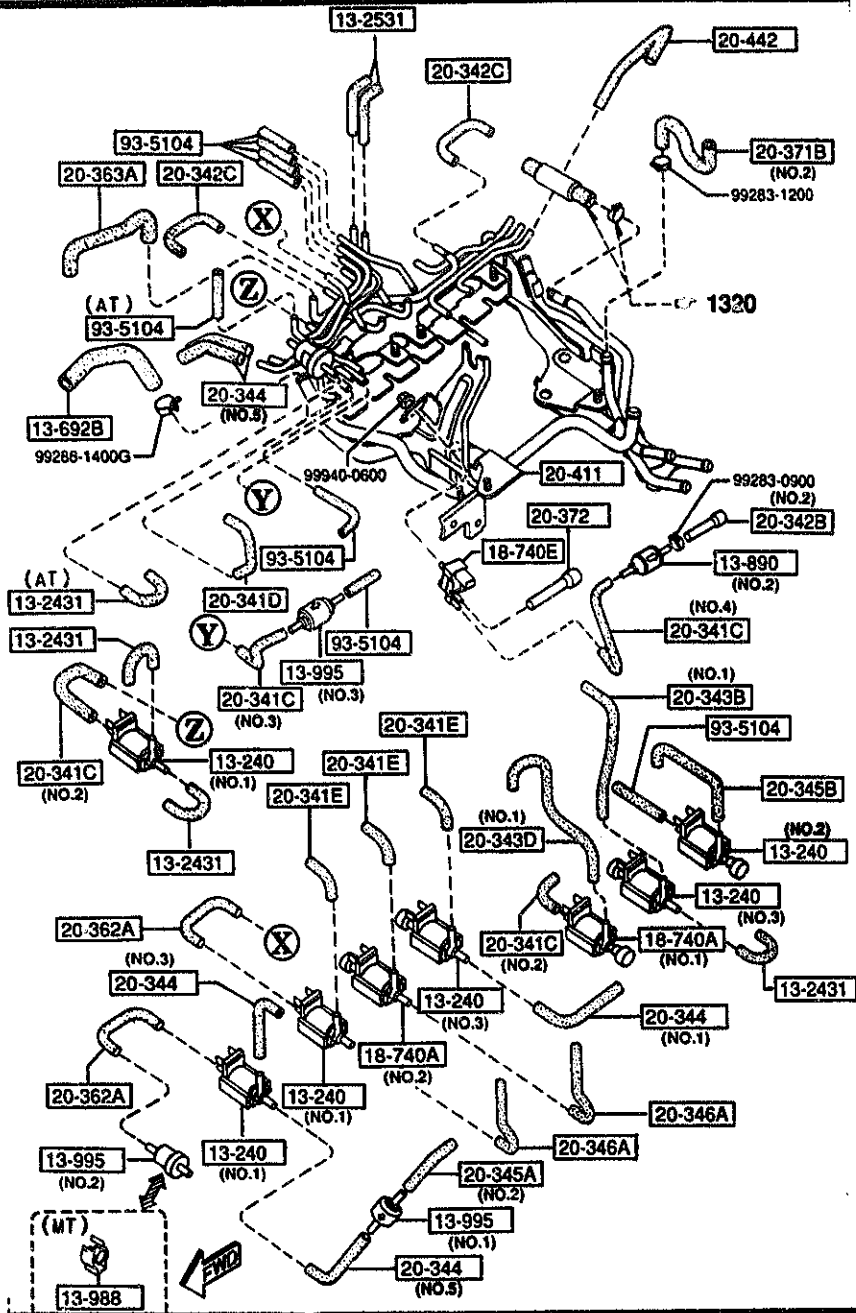 13-2531
20-342C
20-442
93-5104
20-363A
20-342C
20-371B
(NO.2)
99283-1200
X
Z
(AT)
93-5104
1320
20-344
(NO.5)
13-692B
99286-1400G
99940-0600
20-411
99283-0900
(NO.2)
Y
20-372
20-342B
93-5104
18-740E
13-890
(NO.2)
(AT)
13-2431
20-341D
(NO.4)
20-341C
13-2431
Y
93-5104
13-995
(NO.3)
20-341C
(NO.3)
(NO.1)
20-343B
Z
20-341E
93-5104
20-341C
(NO.2)
13-240
(NO.1)
20-341E
20-345B
20-341E
(NO.1)
20-343D
(NO.2)
13-240
13-2431
13-240
(NO.3)
20-362A
X
20-341C
(NO.2)
18-740A
(NO.1)
13-2431
(NO.3)
20-344
13-240
(NO.3)
20-344
(NO.1)
18-740A
(NO.2)
20-362A
13-240
(NO.1)
20-346A
13-240
(NO.1)
20-346A
13-995
(NO.2)
20-345A
(NO.2)
(MT)
13-995
(NO.1)
FWD
13-988
20-344
(NO.5)